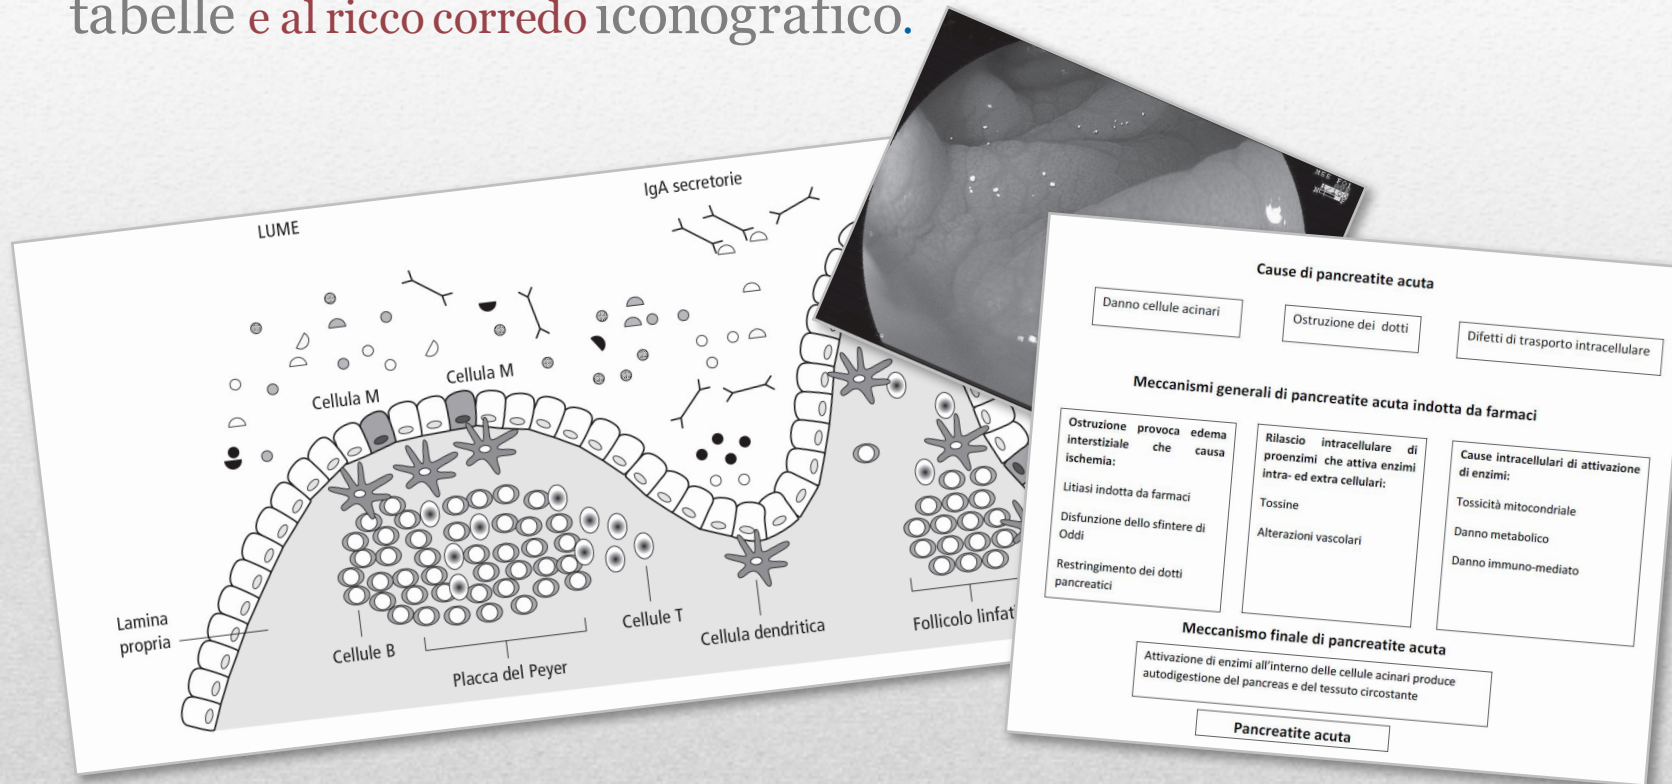 tabelle e al ricco corredo iconografico.
LUME
IgA secretorie
Cellula M
Cellula M
Lamina
propria
Cellule B
Placca del Peyer
Cellule T
Cellula dendritica
Follicolo linfati
Cause di pancreatite acuta
Danno cellule acinari
Ostruzione dei dotti
Difetti di trasporto intracellulare
Meccanismi generali di pancreatite acuta indotta da farmaci
Ostruzione provoca edema
interstiziale che causa
ischemia:
Litiasi indotta da farmaci
Disfunzione dello sfintere di
Oddi
Restringimento dei dotti
pancreatici
Rilascio intracellulare di
proenzimi che attiva enzimi
intra- ed extra cellulari:
Tossine
Alterazioni vascolari
Cause intracellulari di attivazione
di enzimi:
Tossicità mitocondriale
Danno metabolico
Danno immuno-mediato
Meccanismo finale di pancreatite acuta
Attivazione di enzimi all'interno delle cellule acinari produce
autodigestione del pancreas e del tessuto circostante
Pancreatite acuta